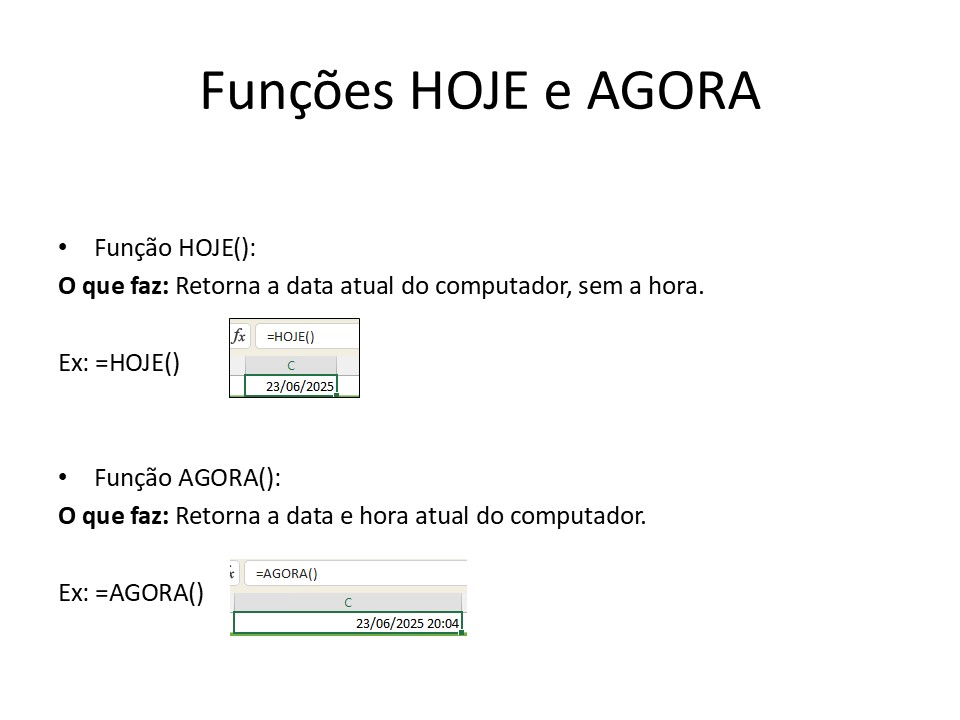 Funções HOJE e AGORA
• Função HOJE():
O que faz: Retorna a data atual do computador, sem a hora.
Ex: =HOJE()
fx =HOJE()
C
23/06/2025
• Função AGORA():
O que faz: Retorna a data e hora atual do computador.
Ex: =AGORA()
=AGORA()
C
23/06/2025 20:04